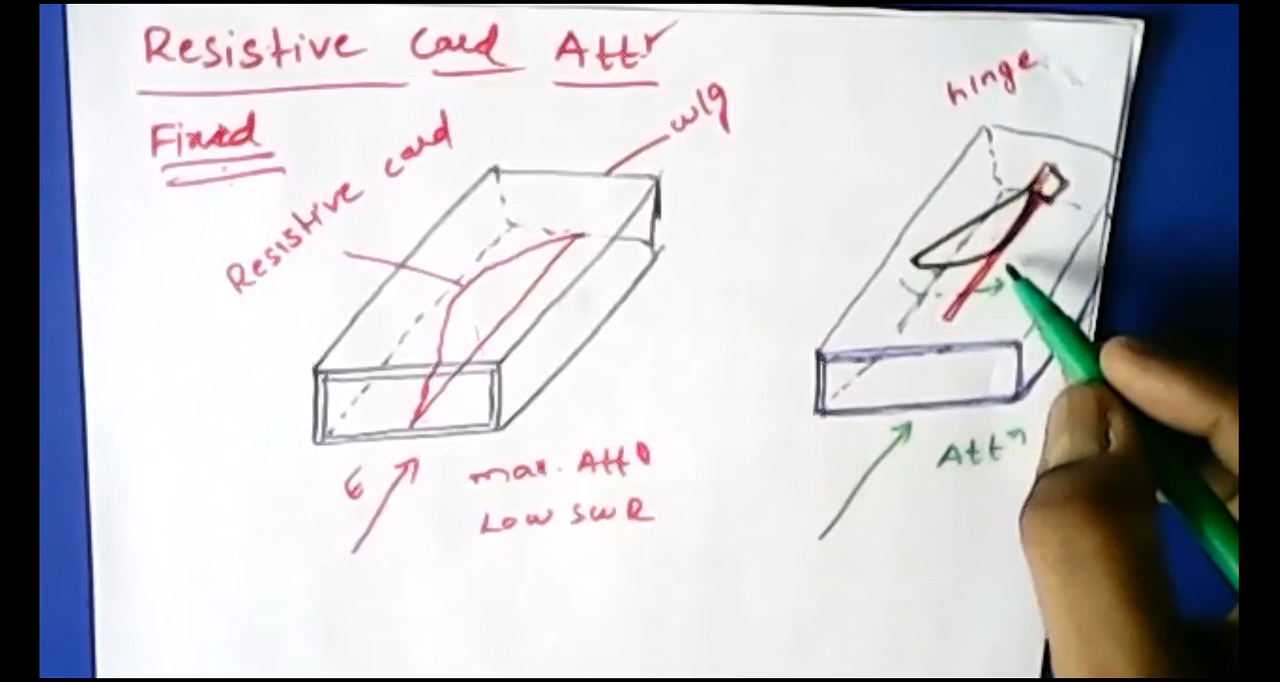 Resistive Card Attr
Fixed
Resistive card
w/g
hinge
E
max. Att
Low SWR
Attn